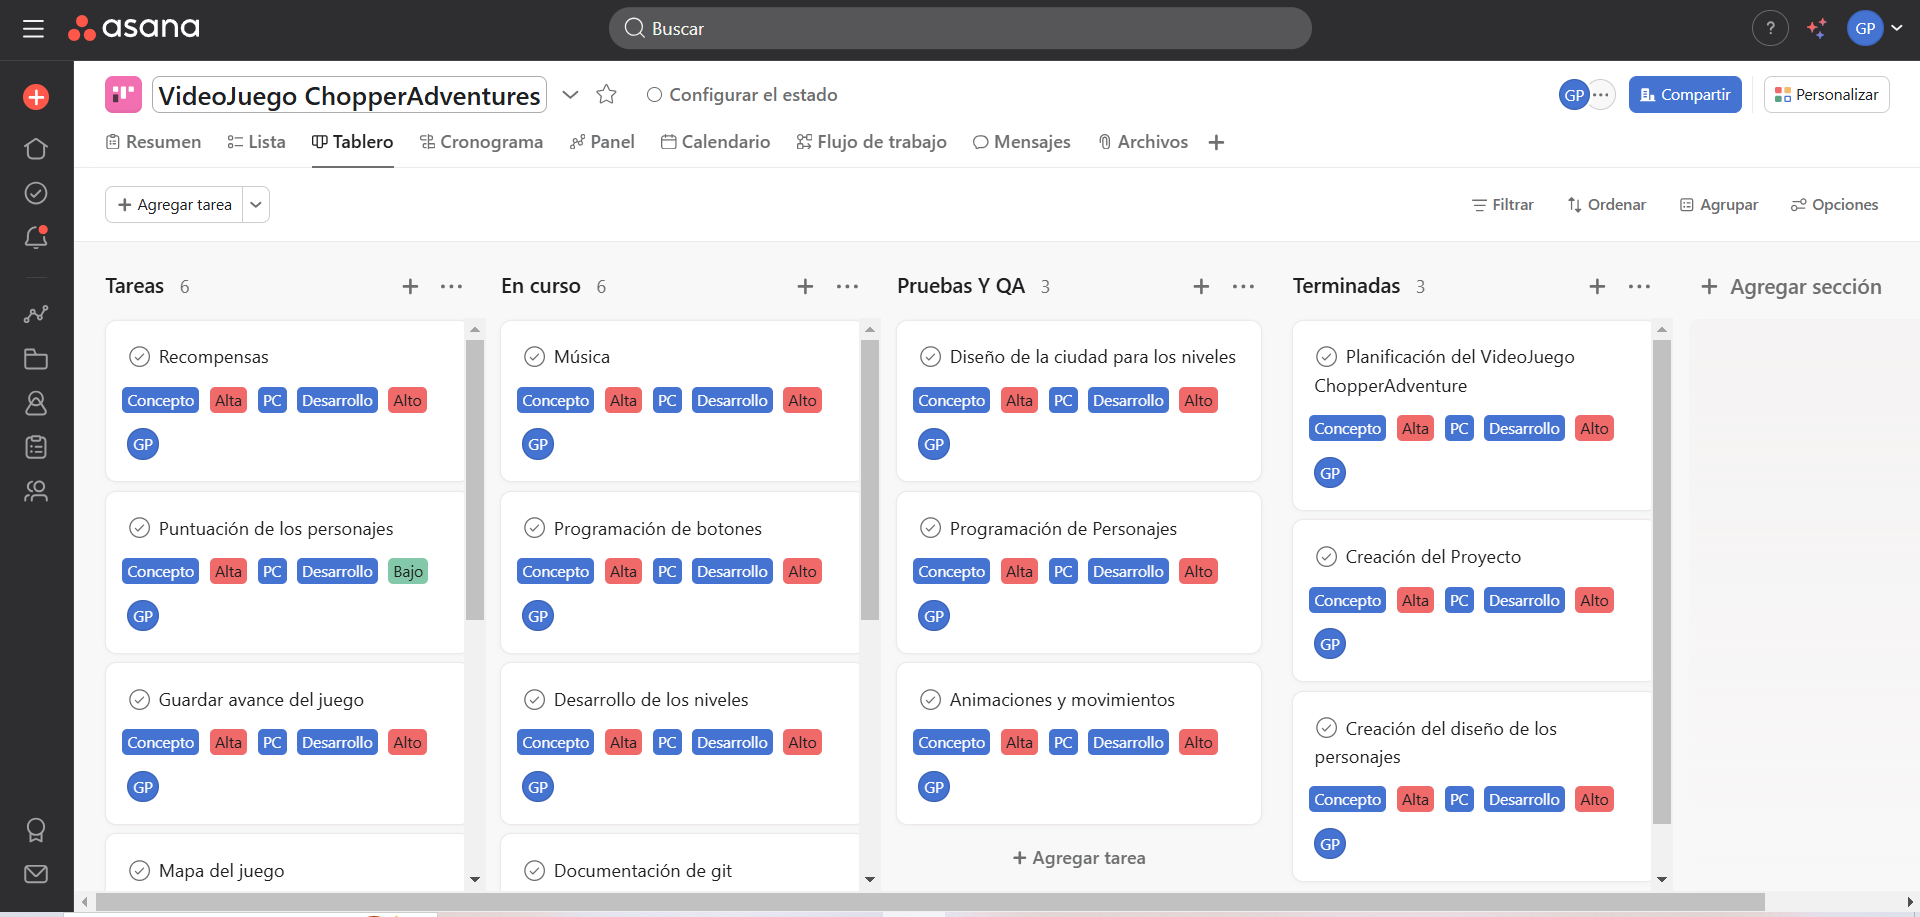 asana
Buscar
?
GP
VideoJuego ChopperAdventures
Configurar el estado
GP
Compartir
Personalizar
Resumen Lista Tablero Cronograma Panel Calendario Flujo de trabajo Mensajes Archivos +
+ Agregar tarea
Filtrar Ordenar Agrupar Opciones
Tareas 6
Recompensas
Concepto Alta PC Desarrollo Alto
GP
Puntuación de los personajes
Concepto Alta PC Desarrollo Bajo
GP
Guardar avance del juego
Concepto Alta PC Desarrollo Alto
GP
Mapa del juego
En curso 6
Música
Concepto Alta PC Desarrollo Alto
GP
Programación de botones
Concepto Alta PC Desarrollo Alto
GP
Desarrollo de los niveles
Concepto Alta PC Desarrollo Alto
GP
Documentación de git
Pruebas Y QA 3
Diseño de la ciudad para los niveles
Concepto Alta PC Desarrollo Alto
GP
Programación de Personajes
Concepto Alta PC Desarrollo Alto
GP
Animaciones y movimientos
Concepto Alta PC Desarrollo Alto
GP
+ Agregar tarea
Terminadas 3
Planificación del VideoJuego
ChopperAdventure
Concepto Alta PC Desarrollo Alto
GP
Creación del Proyecto
Concepto Alta PC Desarrollo Alto
GP
Creación del diseño de los
personajes
Concepto Alta PC Desarrollo Alto
GP
+ Agregar sección